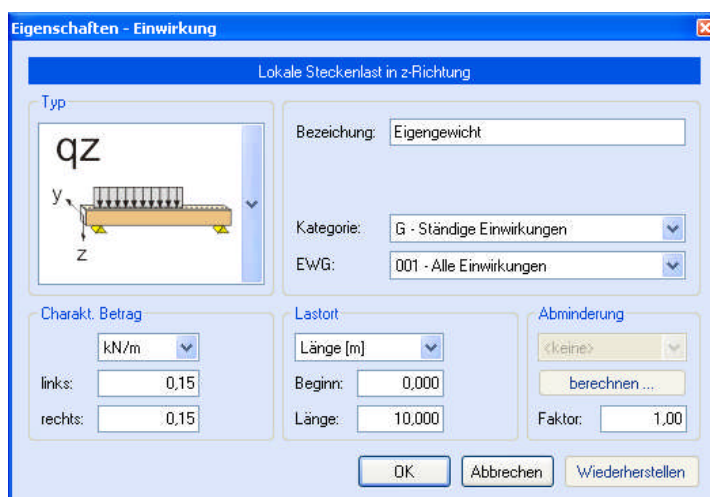 Eigenschaften - Einwirkung
Lokale Steckenlast in z-Richtung
Typ
qz
y
z
Bezeichung: Eigengewicht
Kategorie: G - Ständige Einwirkungen
EWG: 001 - Alle Einwirkungen
Charakt. Betrag
kN/m
links: 0,15
rechts: 0,15
Lastort
Länge [m]
Beginn: 0,000
Länge: 10,000
Abminderung
<keine>
berechnen ...
Faktor: 1,00
OK
Abbrechen
Wiederherstellen